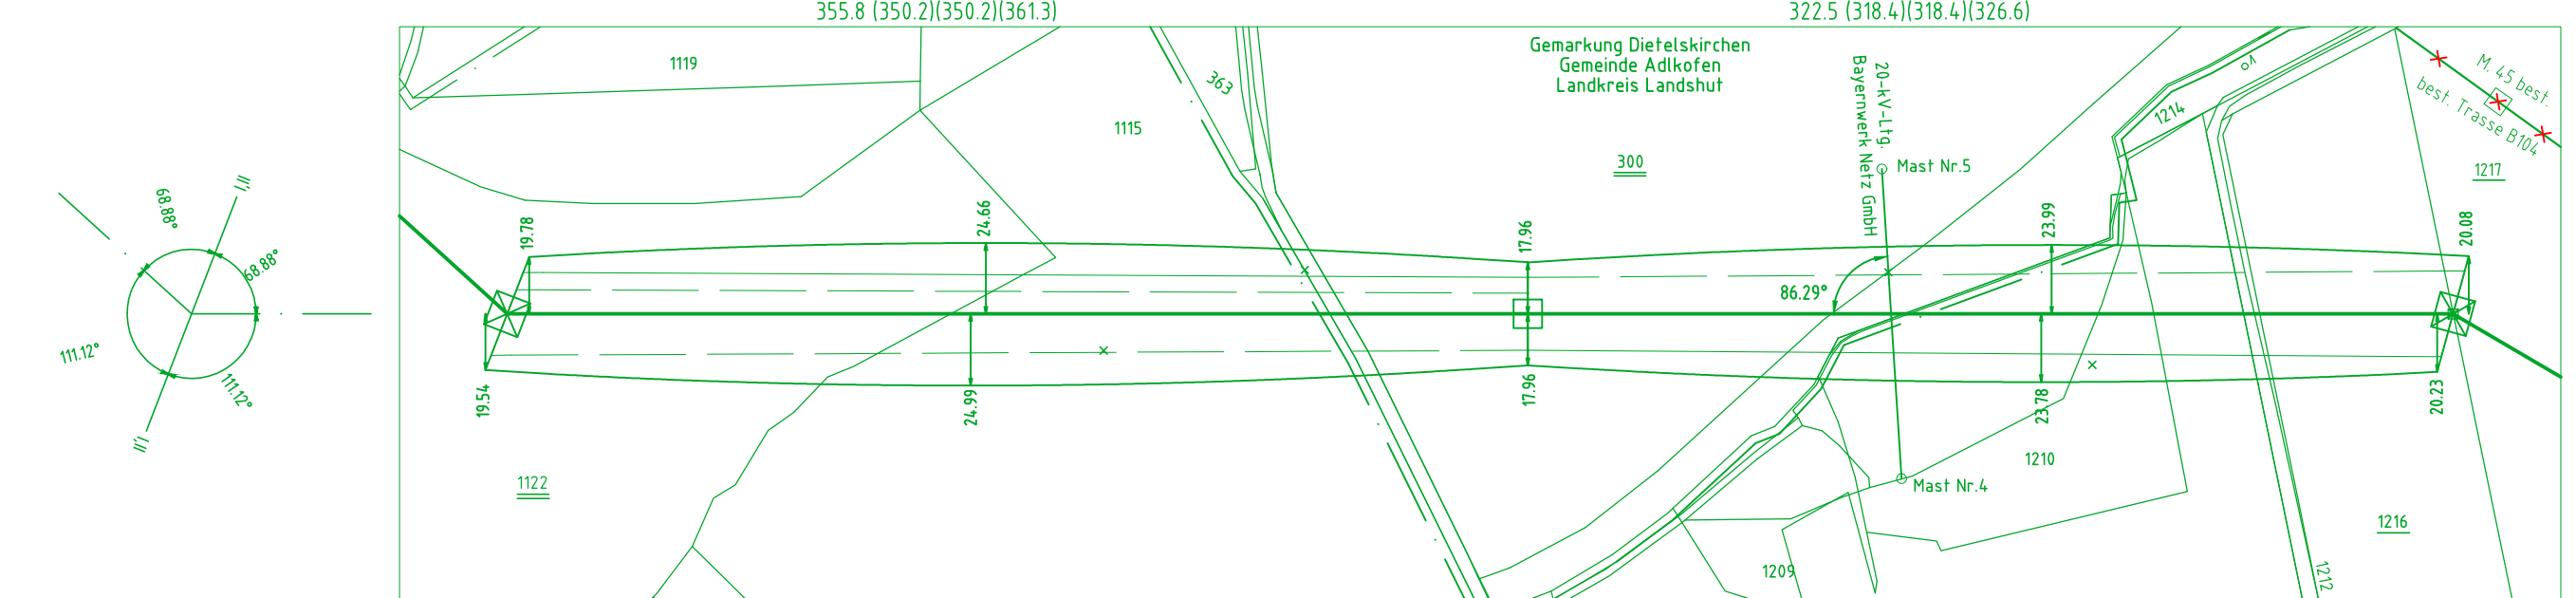 355.8 (350.2)(350.2)(361.3)
322.5 (318.4)(318.4)(326.6)
Gemarkung Dietelskirchen
Gemeinde Adlkofen
Landkreis Landshut
1119
363
1115
300
20-kV-Ltg.
Bayernwerk Netz GmbH
Mast Nr.5
1214
M. 45 best.
best. Trasse B104
1217
I,II
68.88°
68.88°
111.12°
111.12°
I,II
19.78
24.66
17.96
86.29°
23.99
20.08
19.54
24.99
17.96
23.78
20.23
1122
1210
Mast Nr.4
1216
1209
1212